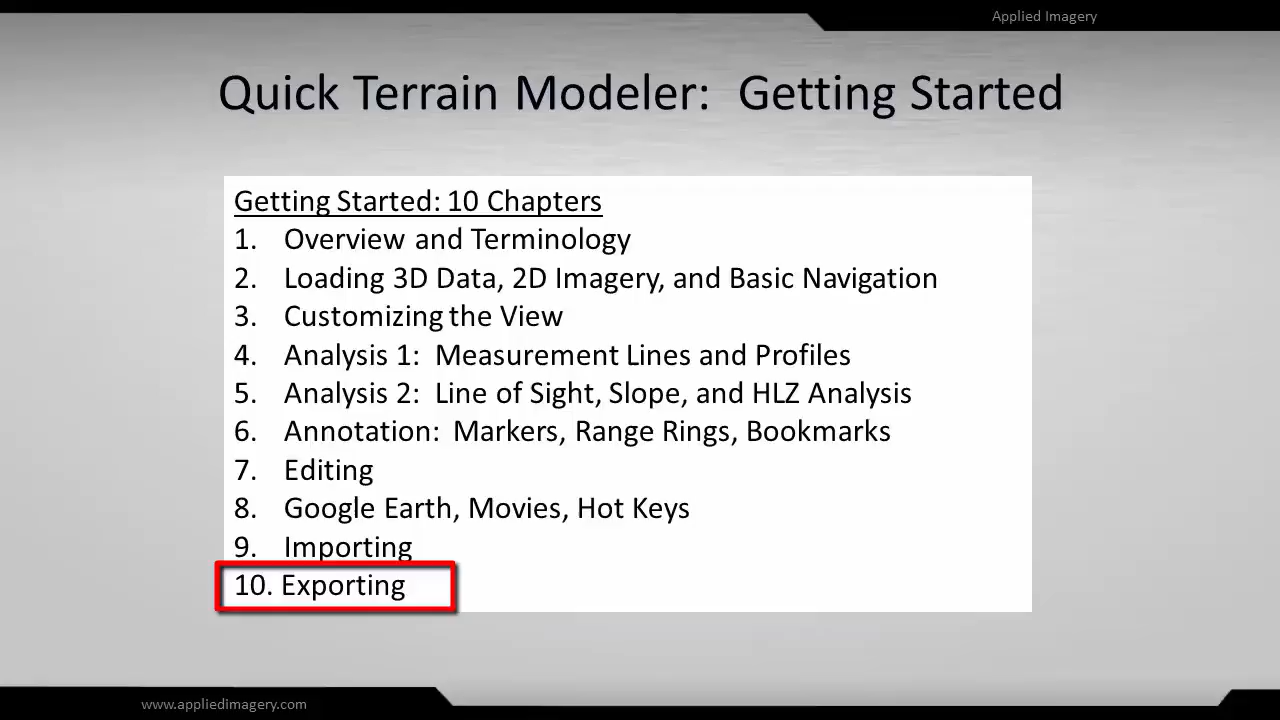 Applied Imagery
Quick Terrain Modeler:  Getting Started
Getting Started: 10 Chapters
1. Overview and Terminology
2. Loading 3D Data, 2D Imagery, and Basic Navigation
3. Customizing the View
4. Analysis 1:  Measurement Lines and Profiles
5. Analysis 2:  Line of Sight, Slope, and HLZ Analysis
6. Annotation:  Markers, Range Rings, Bookmarks
7. Editing
8. Google Earth, Movies, Hot Keys
9. Importing
10. Exporting
www.appliedimagery.com